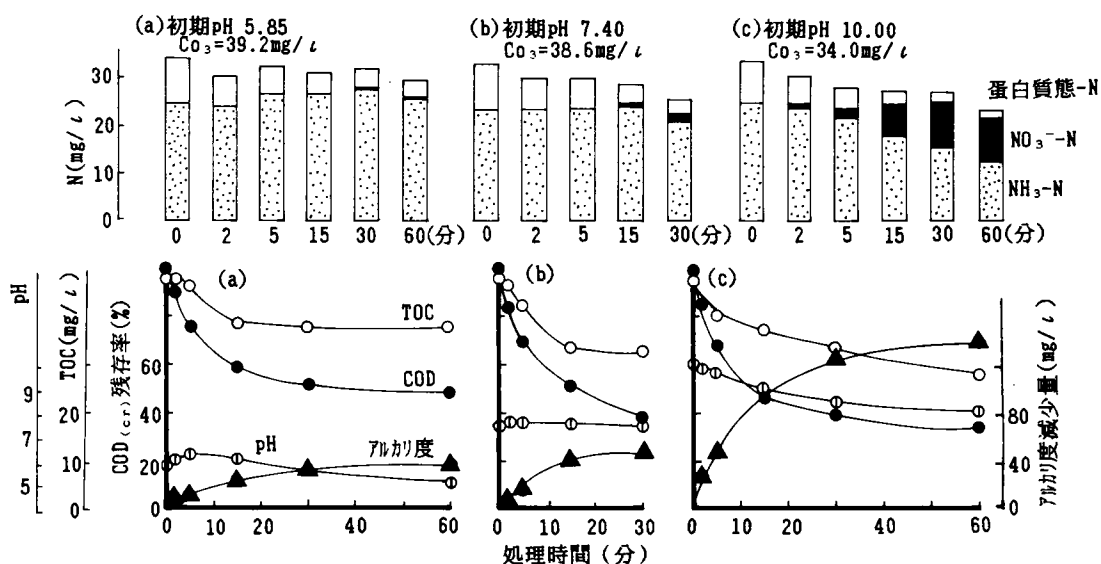 (a)初期pH 5.85
Co₃=39.2mg/ℓ
(b)初期pH 7.40
Co₃=38.6mg/ℓ
(c)初期pH 10.00
Co₃=34.0mg/ℓ
N(mg/ℓ)
30
20
10
0
蛋白質態-N
NO₃⁻-N
NH₃-N
0 2 5 15 30 60(分)
0 2 5 15 30(分)
0 2 5 15 30 60(分)
pH
9
7
5
TOC(mg/ℓ)
20
10
0
COD(cr)残存率(%)
60
40
20
0
(a)
TOC
COD
pH
アルカリ度
(b)
(c)
アルカリ度減少量(mg/ℓ)
80
40
0
0 10 20 30 40 50 60
0 10 20 30
0 10 20 30 40 50 60
処理時間(分)